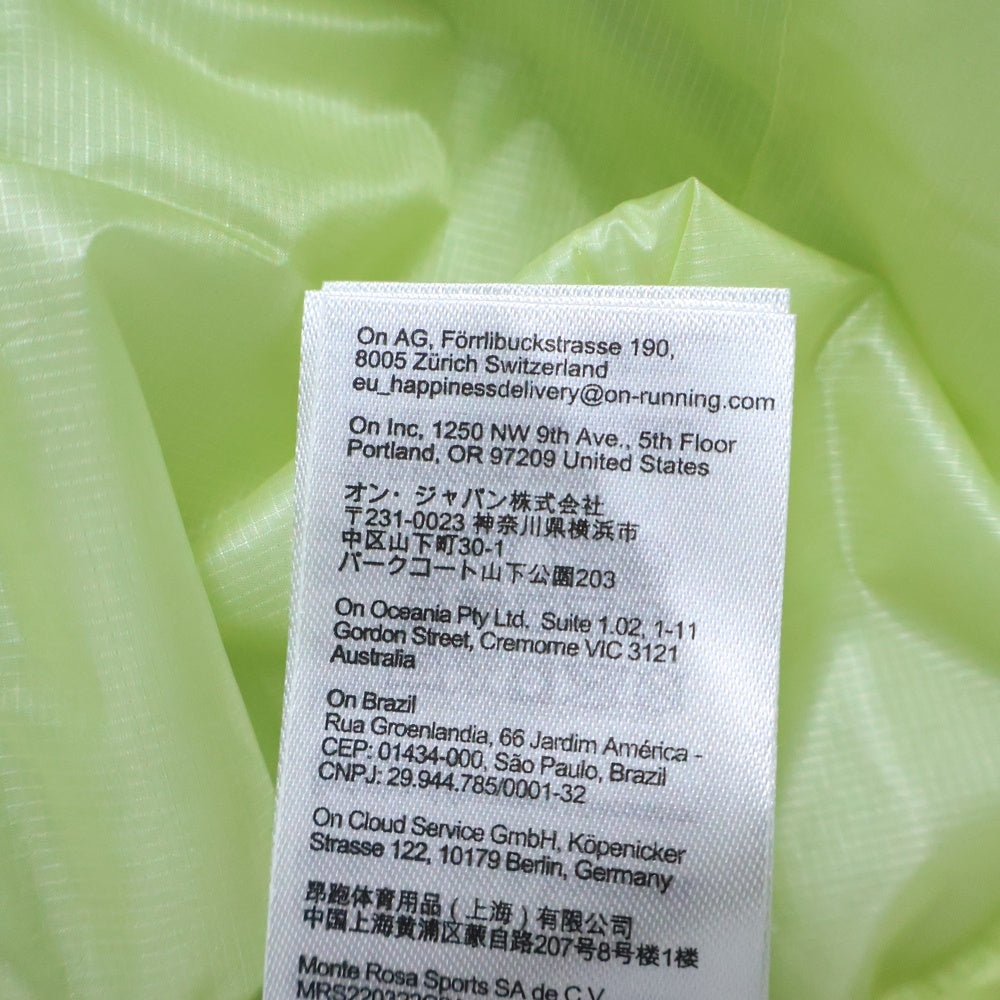 On AG, Förrlibuckstrasse 190,
8005 Zürich Switzerland
eu_happinessdelivery@on-running.com
On Inc, 1250 NW 9th Ave., 5th Floor
Portland, OR 97209 United States
オン・ジャパン株式会社
〒231-0023 神奈川県横浜市
中区山下町30-1
パークコート山下公園203
On Oceania Pty Ltd. Suite 1.02, 1-11
Gordon Street, Cremorne VIC 3121
Australia
On Brazil
Rua Groenlandia, 66 Jardim América -
CEP: 01434-000, São Paulo, Brazil
CNPJ: 29.944.785/0001-32
On Cloud Service GmbH, Köpenicker
Strasse 122, 10179 Berlin, Germany
昂跑体育用品（上海）有限公司
中国上海黄浦区蒙自路207号8号楼1楼
Monte Rosa Sports SA de C.V.